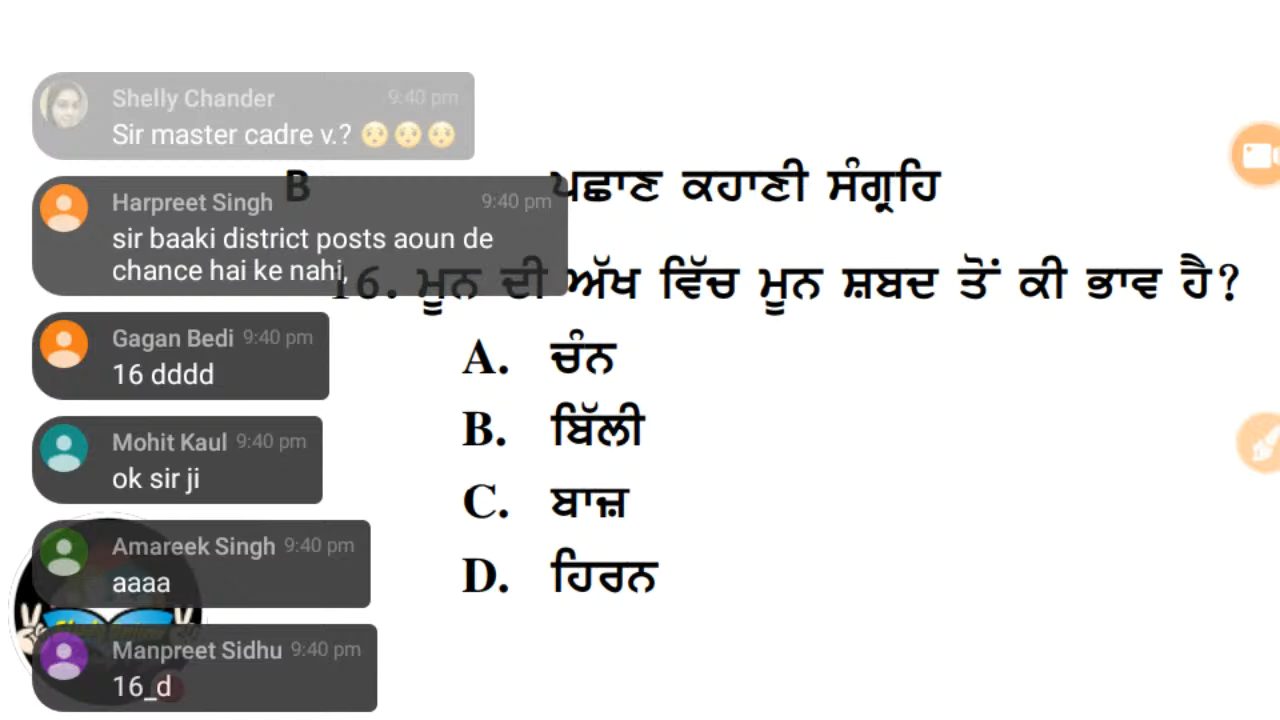 Shelly Chander 9:40 pm
Sir master cadre v.? 😳 😳 😳
B ਪਛਾਣ ਕਹਾਣੀ ਸੰਗ੍ਰਹਿ
Harpreet Singh 9:40 pm
sir baaki district posts aoun de
chance hai ke nahi,
16. ਮੂਨ ਦੀ ਅੱਖ ਵਿੱਚ ਮੂਨ ਸ਼ਬਦ ਤੋਂ ਕੀ ਭਾਵ ਹੈ?
Gagan Bedi 9:40 pm
16 dddd
A. ਚੰਨ
B. ਬਿੱਲੀ
Mohit Kaul 9:40 pm
ok sir ji
C. ਬਾਜ਼
Amareek Singh 9:40 pm
aaaa
D. ਹਿਰਨ
Manpreet Sidhu 9:40 pm
16_d